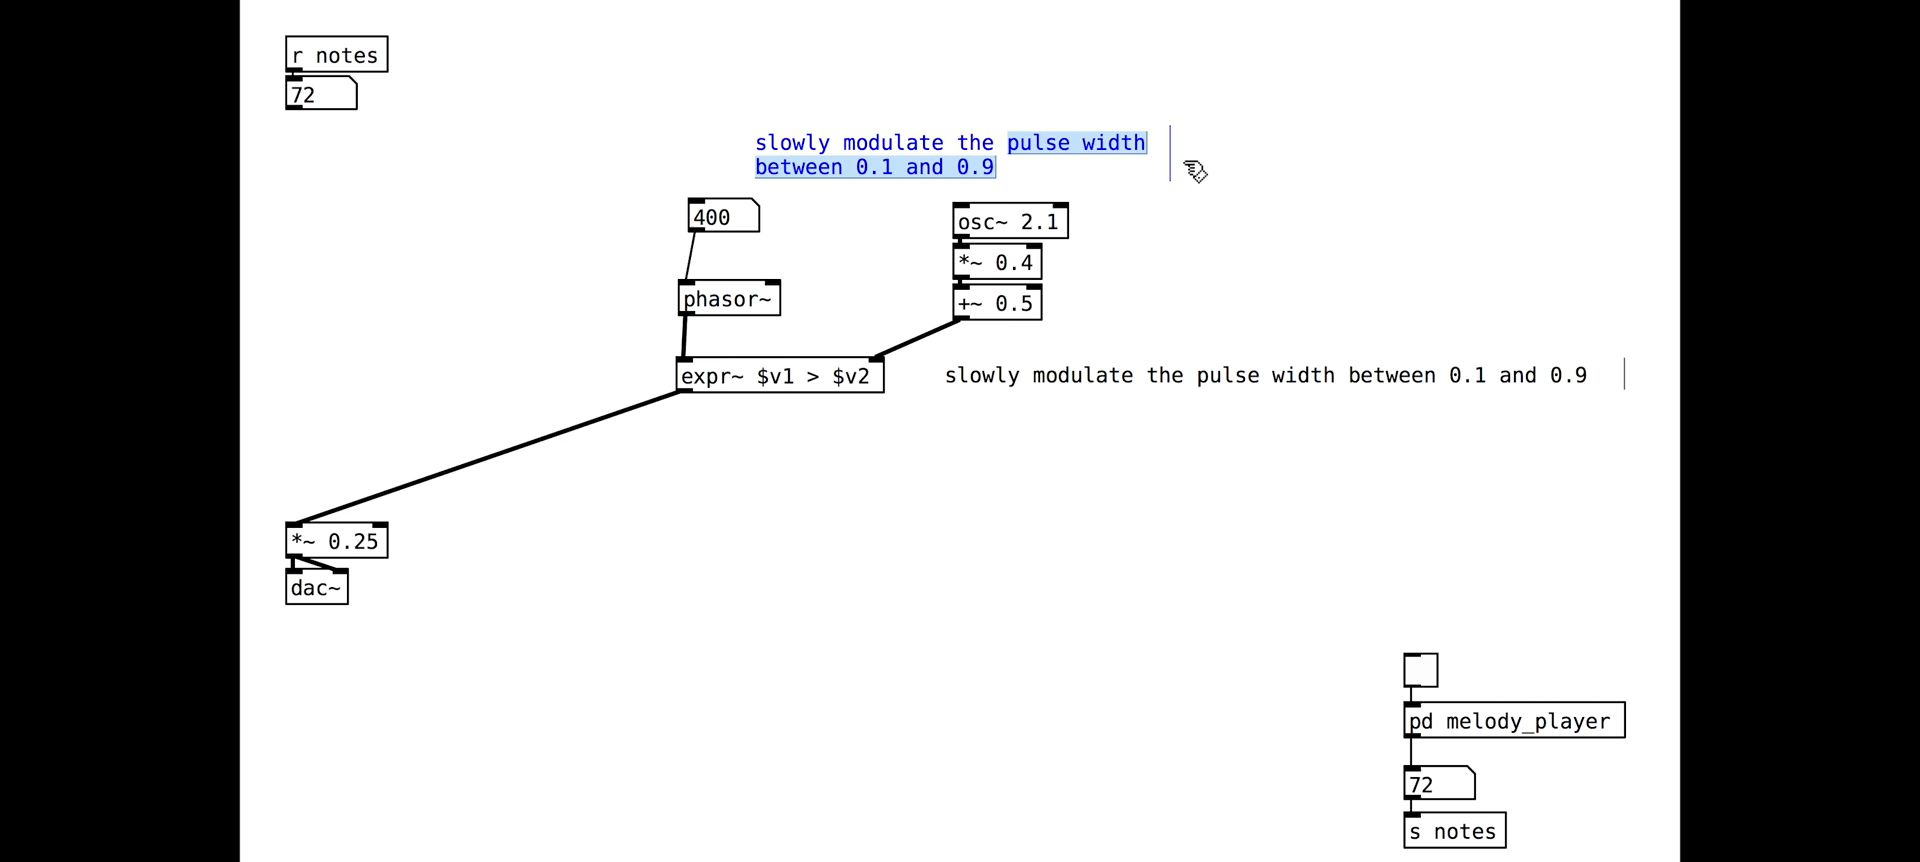 r notes
72
slowly modulate the pulse width
between 0.1 and 0.9
400
osc~ 2.1
*~ 0.4
phasor~
+~ 0.5
expr~ $v1 > $v2
slowly modulate the pulse width between 0.1 and 0.9
*~ 0.25
dac~
pd melody_player
72
s notes